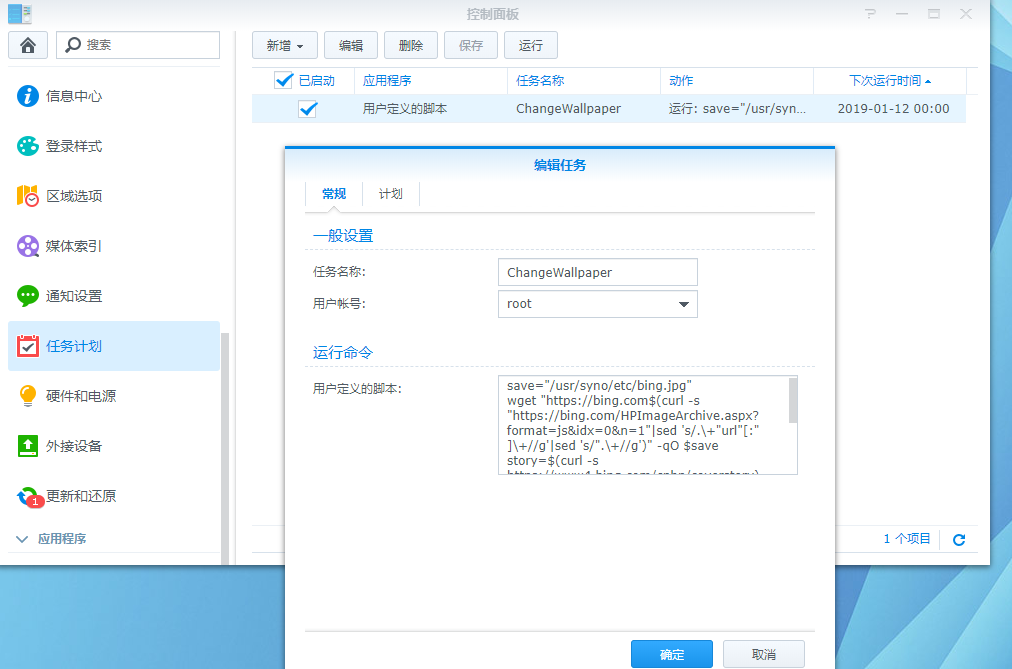 控制面板
搜索
新增
编辑
删除
保存
运行
已启动
应用程序
任务名称
动作
下次运行时间
用户定义的脚本
ChangeWallpaper
运行: save="/usr/syn...
2019-01-12 00:00
信息中心
登录样式
区域选项
媒体索引
通知设置
任务计划
硬件和电源
外接设备
1
更新和还原
应用程序
编辑任务
常规
计划
一般设置
任务名称:
ChangeWallpaper
用户帐号:
root
运行命令
用户定义的脚本:
save="/usr/syno/etc/bing.jpg"
wget "https://bing.com$(curl -s
"https://bing.com/HPImageArchive.aspx?
format=js&idx=0&n=1"|sed 's/.\+"url"[:"
]\+//g'|sed 's/".\+//g')" -qO $save
story=$(curl -s
1 个项目
确定
取消